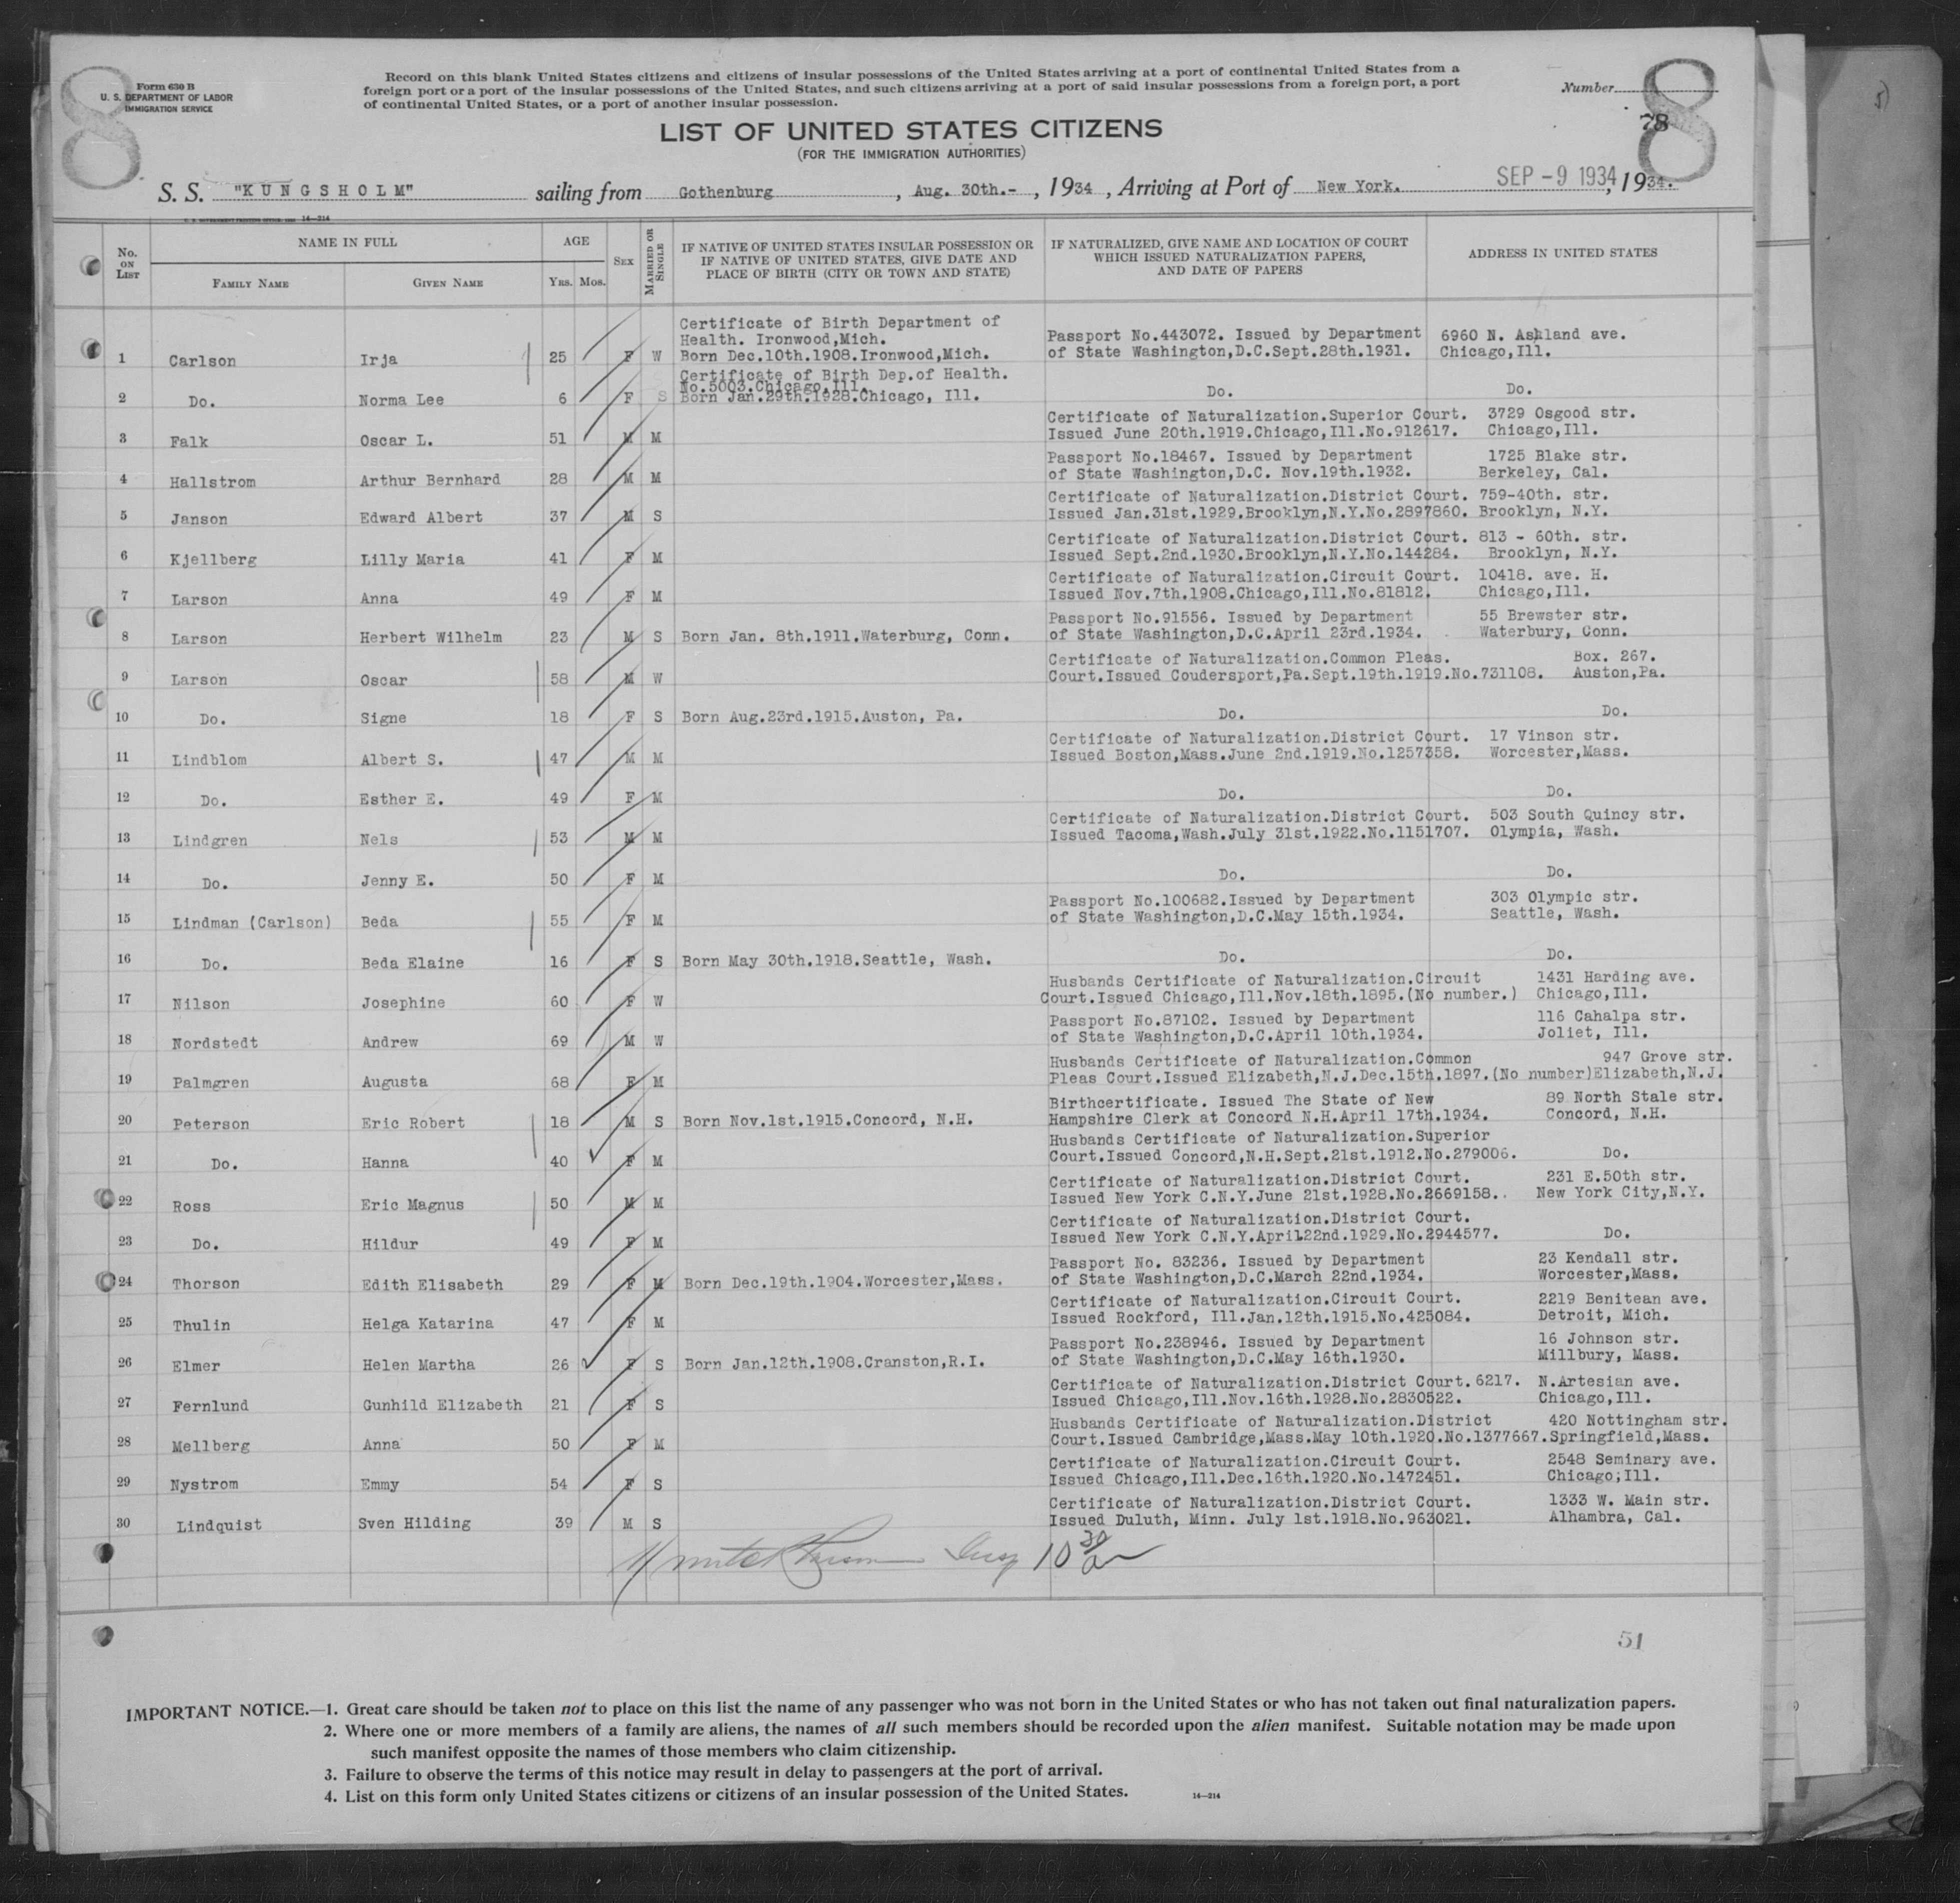 8
Form 630 B
U. S. DEPARTMENT OF LABOR
IMMIGRATION SERVICE
Record on this blank United States citizens and citizens of insular possessions of the United States arriving at a port of continental United States from a
foreign port or a port of the insular possessions of the United States, and such citizens arriving at a port of said insular possessions from a foreign port, a port
of continental United States, or a port of another insular possession.
Number
8
78
LIST OF UNITED STATES CITIZENS
(FOR THE IMMIGRATION AUTHORITIES)
S. S. "KUNGSHOLM" sailing from Gothenburg, Aug. 30th.-, 1934, Arriving at Port of New York. SEP -9 1934, 1934.
14-214
No. ON LIST
NAME IN FULL
FAMILY NAME
GIVEN NAME
AGE
YRS. MOS.
SEX
MARRIED OR SINGLE
IF NATIVE OF UNITED STATES INSULAR POSSESSION OR
IF NATIVE OF UNITED STATES, GIVE DATE AND
PLACE OF BIRTH (CITY OR TOWN AND STATE)
IF NATURALIZED, GIVE NAME AND LOCATION OF COURT
WHICH ISSUED NATURALIZATION PAPERS,
AND DATE OF PAPERS
ADDRESS IN UNITED STATES
Certificate of Birth Department of
Health. Ironwood,Mich. Passport No.443072. Issued by Department 6960 N. Ashland ave.
1 Carlson Irja 25 F W Born Dec.10th.1908.Ironwood,Mich. of State Washington,D.C.Sept.28th.1931. Chicago,Ill.
Certificate of Birth Dep.of Health.
No.5003.Chicago,Ill.
2 Do. Norma Lee 6 F S Born Jan.29th.1928.Chicago, Ill. Do. Do.
Certificate of Naturalization.Superior Court. 3729 Osgood str.
3 Falk Oscar L. 51 M M Issued June 20th.1919.Chicago,Ill.No.912617. Chicago,Ill.
Passport No.18467. Issued by Department 1725 Blake str.
4 Hallstrom Arthur Bernhard 28 M M of State Washington,D.C. Nov.19th.1932. Berkeley, Cal.
Certificate of Naturalization.District Court. 759-40th. str.
5 Janson Edward Albert 37 M S Issued Jan.31st.1929.Brooklyn,N.Y.No.2897860. Brooklyn, N.Y.
Certificate of Naturalization.District Court. 813 - 60th. str.
6 Kjellberg Lilly Maria 41 F M Issued Sept.2nd.1930.Brooklyn,N.Y.No.144284. Brooklyn, N.Y.
Certificate of Naturalization.Circuit Court. 10418. ave. H.
7 Larson Anna 49 F M Issued Nov.7th.1908.Chicago,Ill.No.81812. Chicago,Ill.
Passport No.91556. Issued by Department 55 Brewster str.
8 Larson Herbert Wilhelm 23 M S Born Jan. 8th.1911.Waterburg, Conn. of State Washington,D.C.April 23rd.1934. Waterbury, Conn.
Certificate of Naturalization.Common Pleas. Box. 267.
9 Larson Oscar 58 M W Court.Issued Coudersport,Pa.Sept.19th.1919.No.731108. Auston,Pa.
10 Do. Signe 18 F S Born Aug.23rd.1915.Auston, Pa. Do. Do.
Certificate of Naturalization.District Court. 17 Vinson str.
11 Lindblom Albert S. 47 M M Issued Boston,Mass.June 2nd.1919.No.1257358. Worcester,Mass.
12 Do. Esther E. 49 F M Do. Do.
Certificate of Naturalization.District Court. 503 South Quincy str.
13 Lindgren Nels 53 M M Issued Tacoma,Wash.July 31st.1922.No.1151707. Olympia, Wash.
14 Do. Jenny E. 50 F M Do. Do.
Passport No.100682.Issued by Department 303 Olympic str.
15 Lindman (Carlson) Beda 55 F M of State Washington,D.C.May 15th.1934. Seattle, Wash.
16 Do. Beda Elaine 16 F S Born May 30th.1918.Seattle, Wash. Do. Do.
Husbands Certificate of Naturalization.Circuit 1431 Harding ave.
17 Nilson Josephine 60 F W Court.Issued Chicago,Ill.Nov.18th.1895.(No number.) Chicago,Ill.
Passport No.87102. Issued by Department 116 Cahalpa str.
18 Nordstedt Andrew 69 M W of State Washington,D.C.April 10th.1934. Joliet, Ill.
Husbands Certificate of Naturalization.Common 947 Grove str.
19 Palmgren Augusta 68 F M Pleas Court.Issued Elizabeth,N.J.Dec.15th.1897.(No number)Elizabeth,N.J.
Birthcertificate. Issued The State of New 89 North Stale str.
20 Peterson Eric Robert 18 M S Born Nov.1st.1915.Concord, N.H. Hampshire Clerk at Concord N.H.April 17th.1934. Concord, N.H.
Husbands Certificate of Naturalization.Superior
21 Do. Hanna 40 F M Court.Issued Concord,N.H.Sept.21st.1912.No.279006. Do.
Certificate of Naturalization.District Court. 231 E.50th str.
22 Ross Eric Magnus 50 M M Issued New York C.N.Y.June 21st.1928.No.2669158. New York City,N.Y.
Certificate of Naturalization.District Court.
23 Do. Hildur 49 F M Issued New York C.N.Y.April22nd.1929.No.2944577. Do.
Passport No. 83236. Issued by Department 23 Kendall str.
24 Thorson Edith Elisabeth 29 F M Born Dec.19th.1904.Worcester,Mass. of State Washington,D.C.March 22nd.1934. Worcester,Mass.
Certificate of Naturalization.Circuit Court. 2219 Benitean ave.
25 Thulin Helga Katarina 47 F M Issued Rockford, Ill.Jan.12th.1915.No.425084. Detroit, Mich.
Passport No.238946. Issued by Department 16 Johnson str.
26 Elmer Helen Martha 26 F S Born Jan.12th.1908.Cranston,R.I. of State Washington,D.C.May 16th.1930. Millbury, Mass.
Certificate of Naturalization.District Court. 6217. N.Artesian ave.
27 Fernlund Gunhild Elizabeth 21 F S Issued Chicago,Ill.Nov.16th.1928.No.2830522. Chicago,Ill.
Husbands Certificate of Naturalization.District 420 Nottingham str.
28 Mellberg Anna 50 F M Court.Issued Cambridge,Mass.May 10th.1920.No.1377667.Springfield,Mass.
Certificate of Naturalization.Circuit Court. 2548 Seminary ave.
29 Nystrom Emmy 54 F S Issued Chicago,Ill.Dec.16th.1920.No.1472451. Chicago,Ill.
Certificate of Naturalization.District Court. 1333 W. Main str.
30 Lindquist Sven Hilding 39 M S Issued Duluth, Minn. July 1st.1918.No.963021. Alhambra, Cal.
10 30
51
IMPORTANT NOTICE.—1. Great care should be taken not to place on this list the name of any passenger who was not born in the United States or who has not taken out final naturalization papers.
2. Where one or more members of a family are aliens, the names of all such members should be recorded upon the alien manifest. Suitable notation may be made upon
such manifest opposite the names of those members who claim citizenship.
3. Failure to observe the terms of this notice may result in delay to passengers at the port of arrival.
4. List on this form only United States citizens or citizens of an insular possession of the United States.
14—214